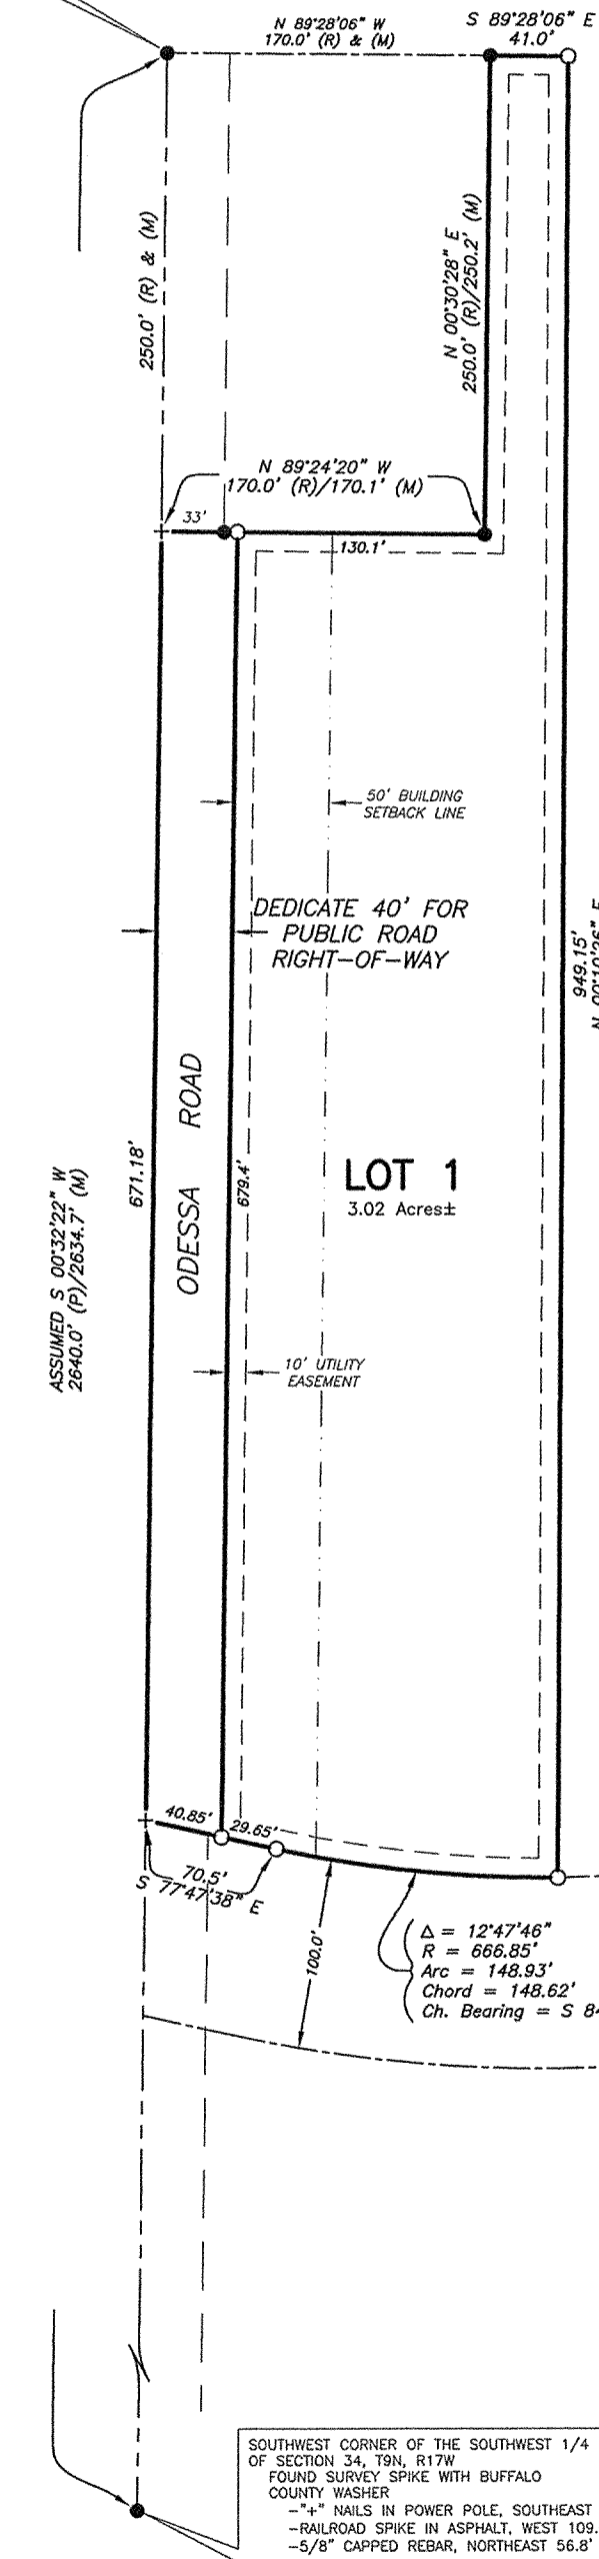 N 89°28'06" W
170.0' (R) & (M)
S 89°28'06" E
41.0'
250.0' (R) & (M)
N 00°30'28" E
250.0' (R)/250.2' (M)
N 89°24'20" W
170.0' (R)/170.1' (M)
33'
130.1'
50' BUILDING
SETBACK LINE
DEDICATE 40' FOR
PUBLIC ROAD
RIGHT-OF-WAY
949.15'
ODESSA ROAD
671.18'
679.4'
LOT 1
3.02 Acres±
ASSUMED S 00°32'22" W
2640.0' (P)/2634.7' (M)
10' UTILITY
EASEMENT
40.85'
29.65'
70.5'
S 77°47'38" E
100.0'
Δ = 12°47'46"
R = 666.85'
Arc = 148.93'
Chord = 148.62'
Ch. Bearing = S 84
SOUTHWEST CORNER OF THE SOUTHWEST 1/4
OF SECTION 34, T9N, R17W
FOUND SURVEY SPIKE WITH BUFFALO
COUNTY WASHER
-"+" NAILS IN POWER POLE, SOUTHEAST
-RAILROAD SPIKE IN ASPHALT, WEST 109.
-5/8" CAPPED REBAR, NORTHEAST 56.8'